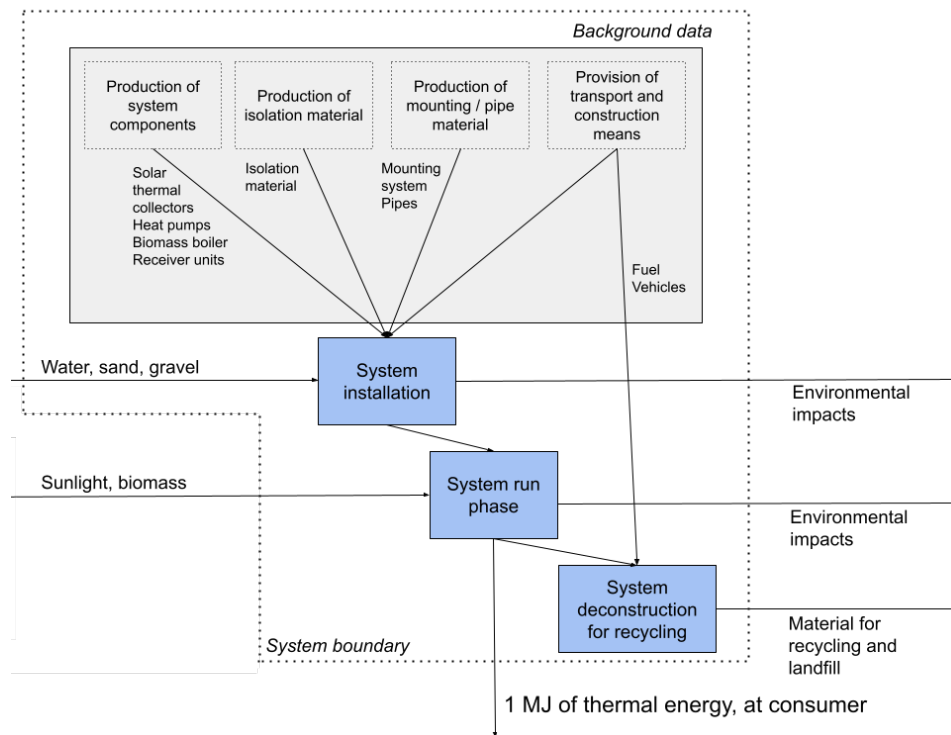 Background data
Production of
system
components
Production of
isolation material
Production of
mounting / pipe
material
Provision of
transport and
construction
means
Solar
thermal
collectors
Heat pumps
Biomass boiler
Receiver units
Isolation
material
Mounting
system
Pipes
Fuel
Vehicles
Water, sand, gravel
System
installation
Environmental
impacts
Sunlight, biomass
System run
phase
Environmental
impacts
System
deconstruction
for recycling
Material for
recycling and
landfill
System boundary
1 MJ of thermal energy, at consumer